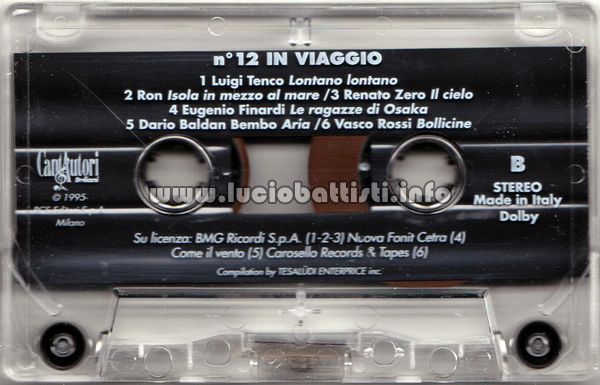 n° 12 IN VIAGGIO
1 Luigi Tenco Lontano lontano
2 Ron Isola in mezzo al mare /3 Renato Zero Il cielo
4 Eugenio Finardi Le ragazze di Osaka
5 Dario Baldan Bembo Aria /6 Vasco Rossi Bollicine
CantAutori
Italiani
© 1995
Milano
B
STEREO
Made in Italy
Dolby
www.luciobattisti.info
Su licenza: BMG Ricordi S.p.A. (1-2-3) Nuova Fonit Cetra (4)
Come il vento (5) Carosello Records & Tapes (6)
Compilation by TESALÚDI ENTERPRICE inc.